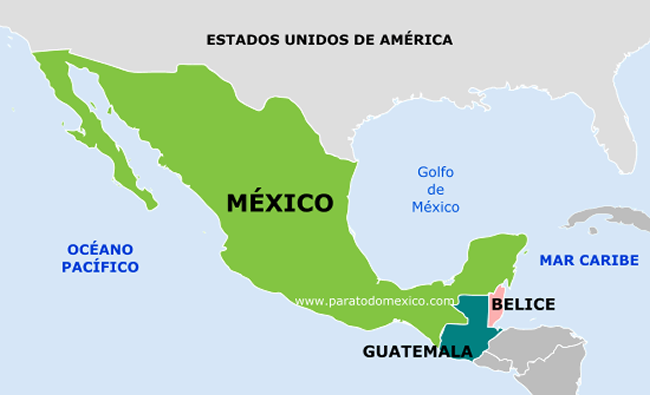 ESTADOS UNIDOS DE AMÉRICA
Golfo
de
México
MÉXICO
OCÉANO
PACÍFICO
MAR CARIBE
www.paratodomexico.com
BELICE
GUATEMALA